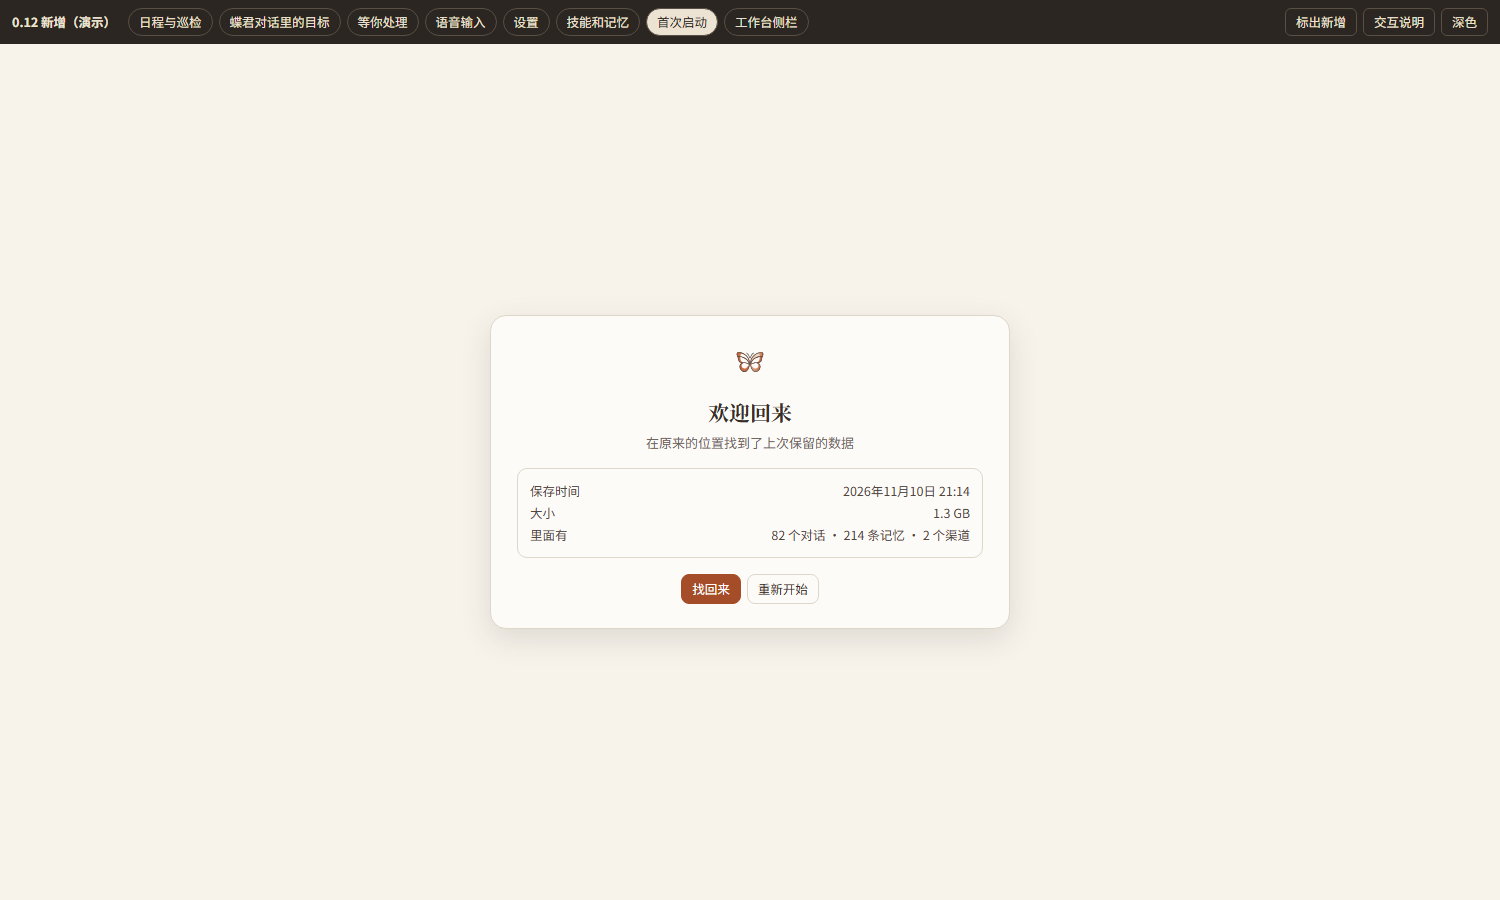 0.12 新增（演示） 日程与巡检 蝶君对话里的目标 等你处理 语音输入 设置 技能和记忆 首次启动 工作台侧栏 标出新增 交互说明 深色
欢迎回来
在原来的位置找到了上次保留的数据
保存时间 2026年11月10日 21:14
大小 1.3 GB
里面有 82 个对话 · 214 条记忆 · 2 个渠道
找回来 重新开始